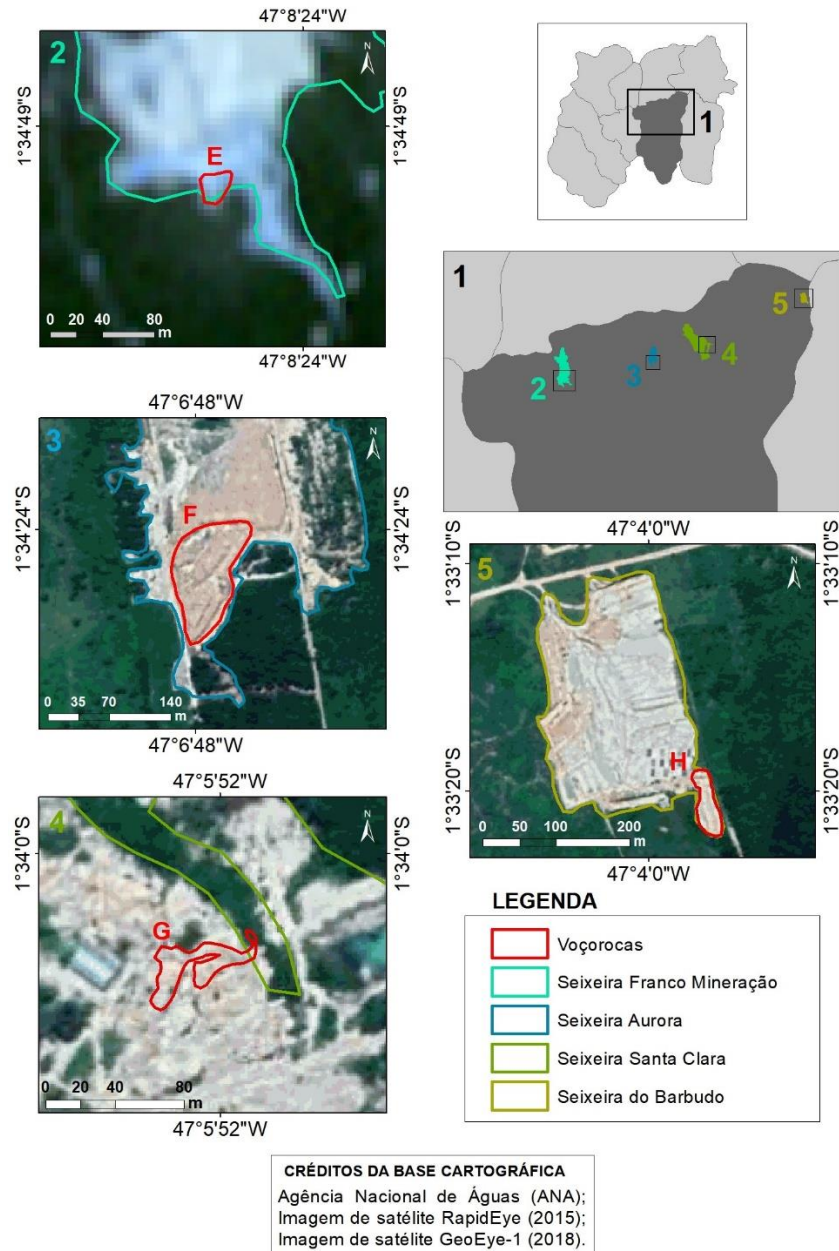 47°8'24"W
2
N
1°34'49"S
1°34'49"S
E
0 20 40 80
m
47°8'24"W
1
1
5
4
3
2
47°6'48"W
3
N
F
1°34'24"S
1°34'24"S
0 35 70 140
m
47°6'48"W
47°4'0"W
1°33'10"S
1°33'10"S
5
N
H
1°33'20"S
1°33'20"S
0 50 100 200
m
47°4'0"W
47°5'52"W
4
N
1°34'0"S
1°34'0"S
G
0 20 40 80
m
47°5'52"W
LEGENDA
Voçorocas
Seixeira Franco Mineração
Seixeira Aurora
Seixeira Santa Clara
Seixeira do Barbudo
CRÉDITOS DA BASE CARTOGRÁFICA
Agência Nacional de Águas (ANA);
Imagem de satélite RapidEye (2015);
Imagem de satélite GeoEye-1 (2018).